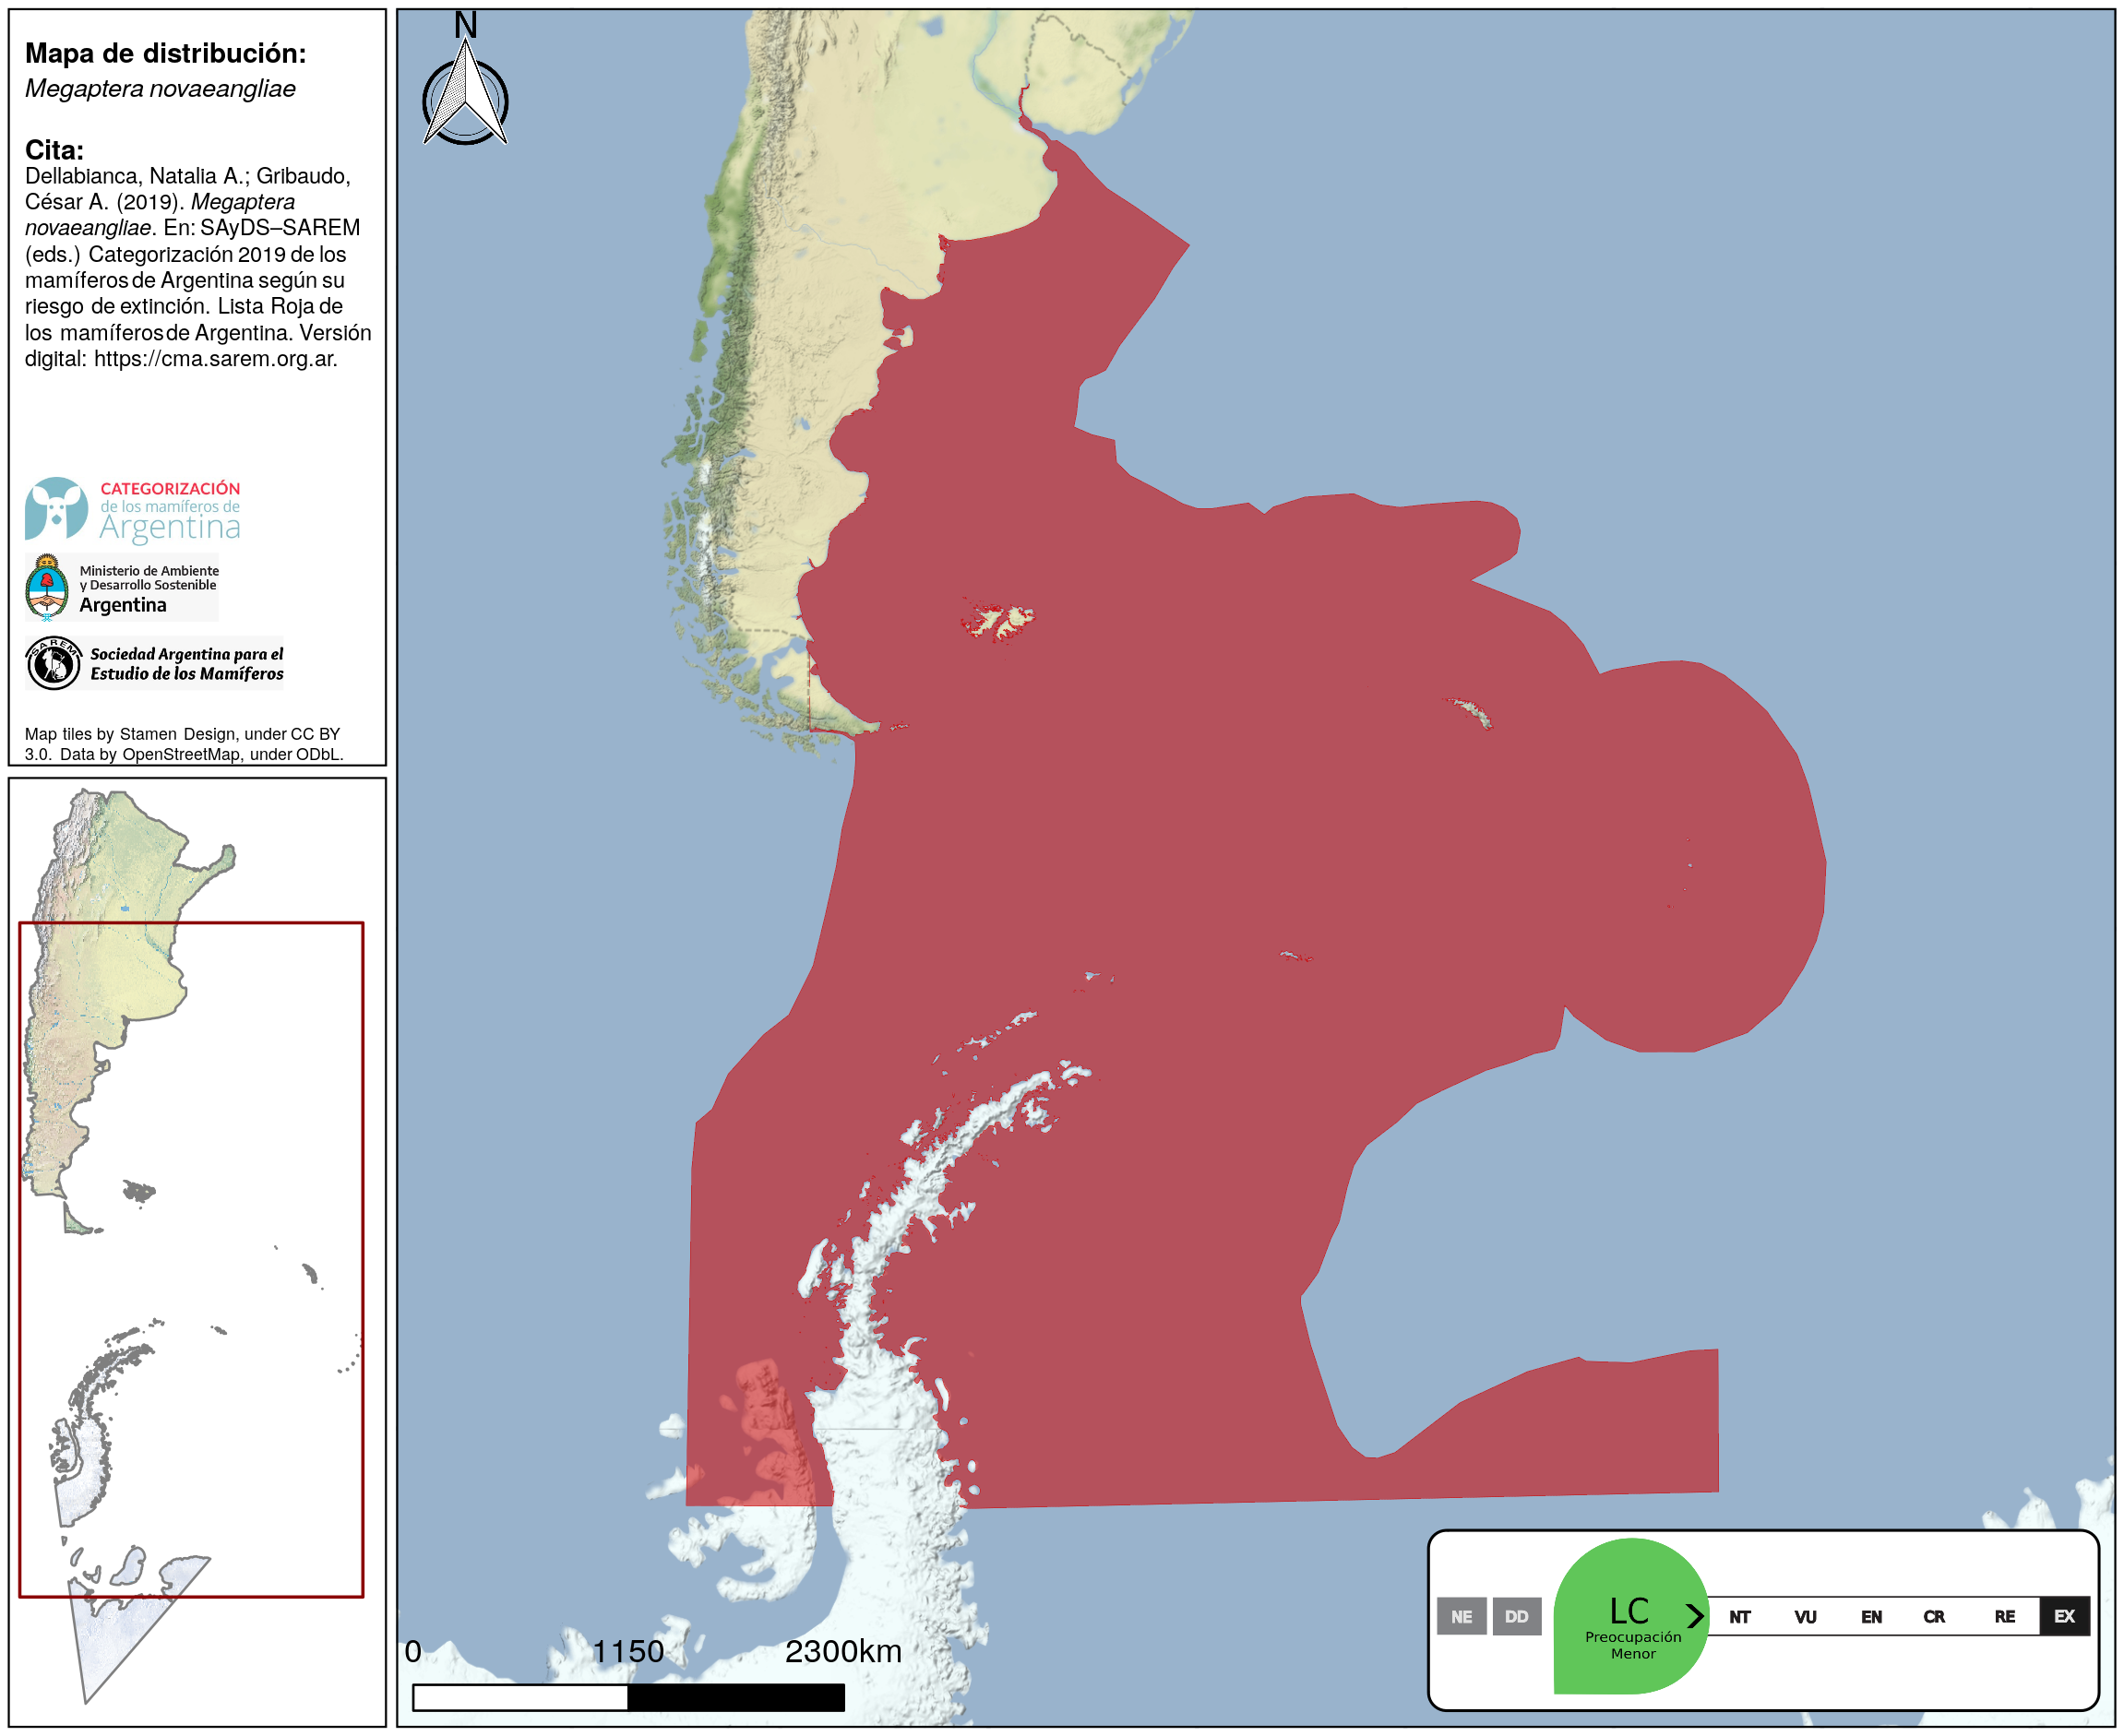 Mapa de distribución:
Megaptera novaeangliae
Cita:
Dellabianca, Natalia A.; Gribaudo,
César A. (2019). Megaptera
novaeangliae. En: SAyDS–SAREM
(eds.) Categorización 2019 de los
mamíferos de Argentina según su
riesgo de extinción. Lista Roja de
los mamíferos de Argentina. Versión
digital: https://cma.sarem.org.ar.
CATEGORIZACIÓN
de los mamíferos de
Argentina
Ministerio de Ambiente
y Desarrollo Sostenible
Argentina
SAREM
Sociedad Argentina para el
Estudio de los Mamíferos
Map tiles by Stamen Design, under CC BY
3.0. Data by OpenStreetMap, under ODbL.
N
0 1150 2300km
NE DD LC NT VU EN CR RE EX
Preocupación
Menor